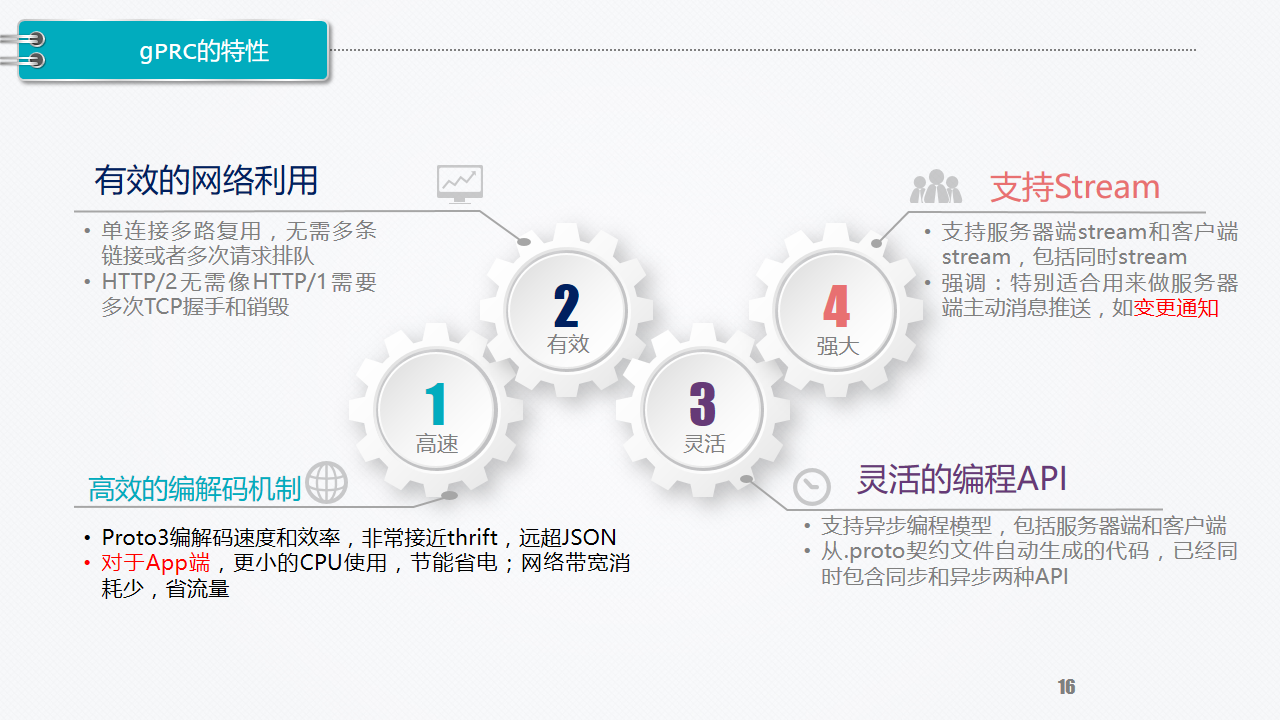 gPRC的特性
有效的网络利用
• 单连接多路复用，无需多条
链接或者多次请求排队
• HTTP/2无需像HTTP/1需要
多次TCP握手和销毁
支持Stream
• 支持服务器端stream和客户端
stream，包括同时stream
• 强调：特别适合用来做服务器
端主动消息推送，如变更通知
2
有效
4
强大
1
高速
3
灵活
高效的编解码机制
• Proto3编解码速度和效率，非常接近thrift，远超JSON
• 对于App端，更小的CPU使用，节能省电；网络带宽消
耗少，省流量
灵活的编程API
• 支持异步编程模型，包括服务器端和客户端
• 从.proto契约文件自动生成的代码，已经同
时包含同步和异步两种API
16